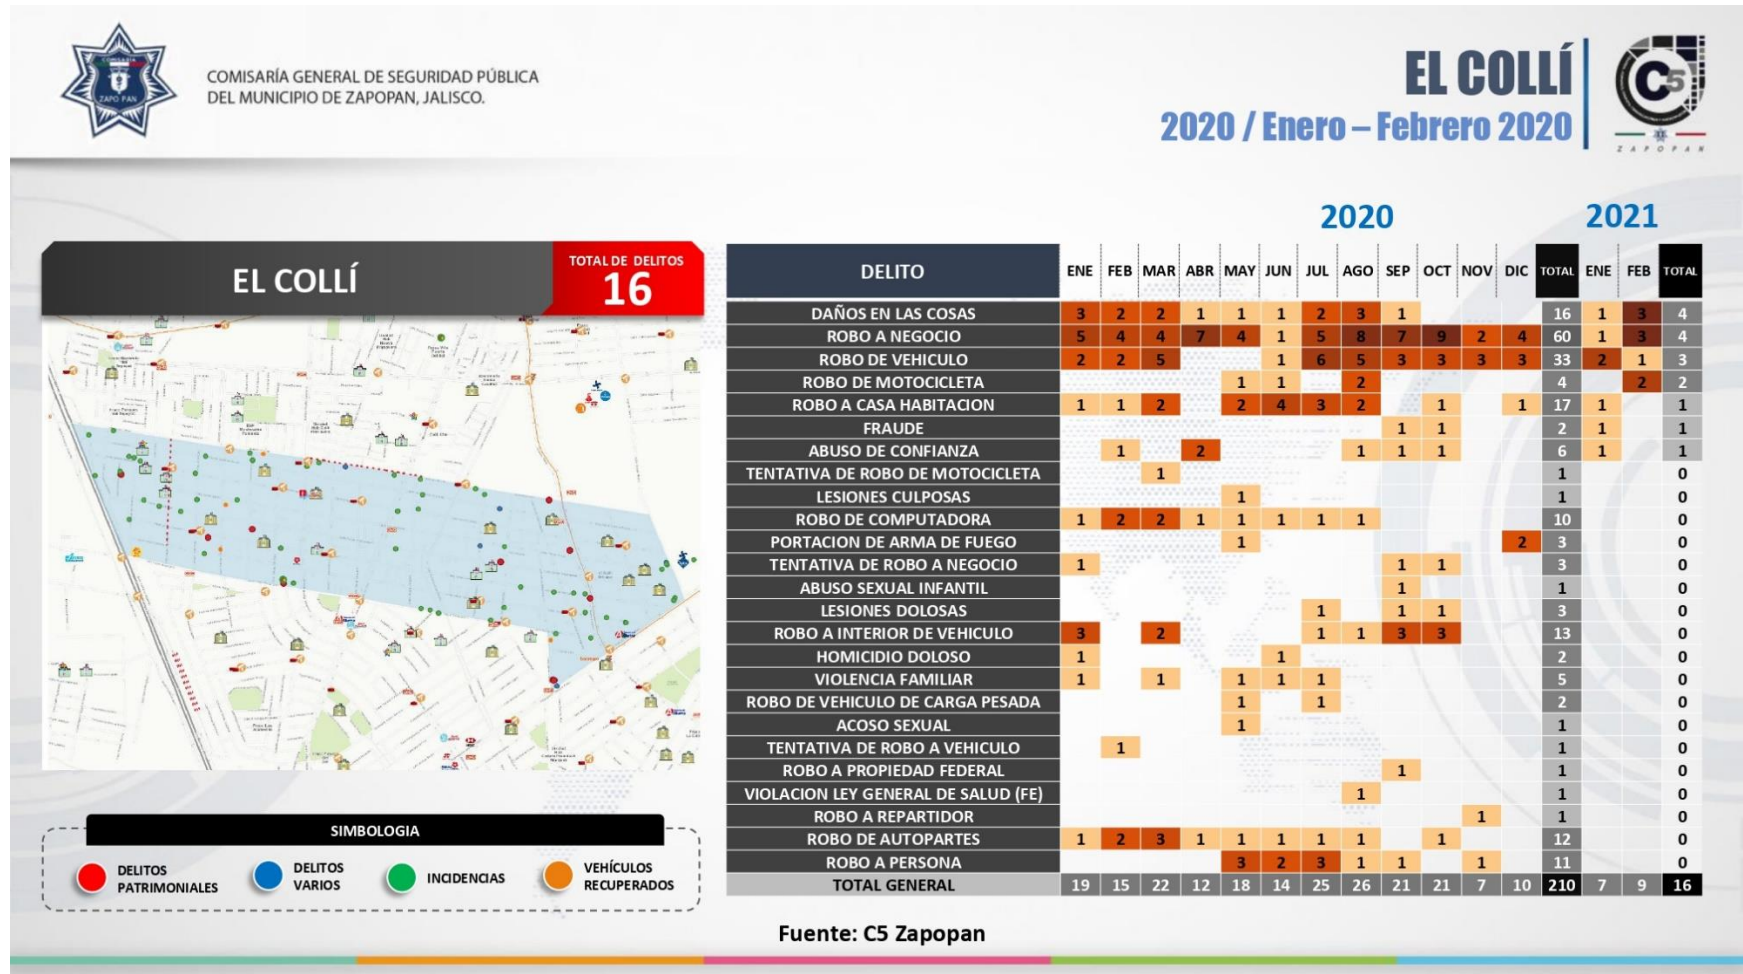 COMISARÍA GENERAL DE SEGURIDAD PÚBLICA
DEL MUNICIPIO DE ZAPOPAN, JALISCO.
COMISARÍA
ZAPOPAN
EL COLLÍ
2020 / Enero – Febrero 2020
C5
ZAPOPAN
EL COLLÍ
TOTAL DE DELITOS
16
2020 2021
DELITO ENE FEB MAR ABR MAY JUN JUL AGO SEP OCT NOV DIC TOTAL ENE FEB TOTAL
DAÑOS EN LAS COSAS 3 2 2 1 1 1 2 3 1 16 1 3 4
ROBO A NEGOCIO 5 4 4 7 4 1 5 8 7 9 2 4 60 1 3 4
ROBO DE VEHICULO 2 2 5 1 6 5 3 3 3 3 33 2 1 3
ROBO DE MOTOCICLETA 1 1 2 4 2 2
ROBO A CASA HABITACION 1 1 2 2 4 3 2 1 1 17 1 1
FRAUDE 1 1 2 1 1
ABUSO DE CONFIANZA 1 2 1 1 1 6 1 1
TENTATIVA DE ROBO DE MOTOCICLETA 1 1 0
LESIONES CULPOSAS 1 1 0
ROBO DE COMPUTADORA 1 2 2 1 1 1 1 1 10 0
PORTACION DE ARMA DE FUEGO 1 2 3 0
TENTATIVA DE ROBO A NEGOCIO 1 1 1 3 0
ABUSO SEXUAL INFANTIL 1 1 0
LESIONES DOLOSAS 1 1 1 3 0
ROBO A INTERIOR DE VEHICULO 3 2 1 1 3 3 13 0
HOMICIDIO DOLOSO 1 1 2 0
VIOLENCIA FAMILIAR 1 1 1 1 1 5 0
ROBO DE VEHICULO DE CARGA PESADA 1 1 2 0
ACOSO SEXUAL 1 1 0
TENTATIVA DE ROBO A VEHICULO 1 1 0
ROBO A PROPIEDAD FEDERAL 1 1 0
VIOLACION LEY GENERAL DE SALUD (FE) 1 1 0
ROBO A REPARTIDOR 1 1 0
ROBO DE AUTOPARTES 1 2 3 1 1 1 1 1 1 12 0
ROBO A PERSONA 3 2 3 1 1 1 11 0
TOTAL GENERAL 19 15 22 12 18 14 25 26 21 21 7 10 210 7 9 16
SIMBOLOGIA
DELITOS
PATRIMONIALES
DELITOS
VARIOS
INCIDENCIAS
VEHÍCULOS
RECUPERADOS
Fuente: C5 Zapopan